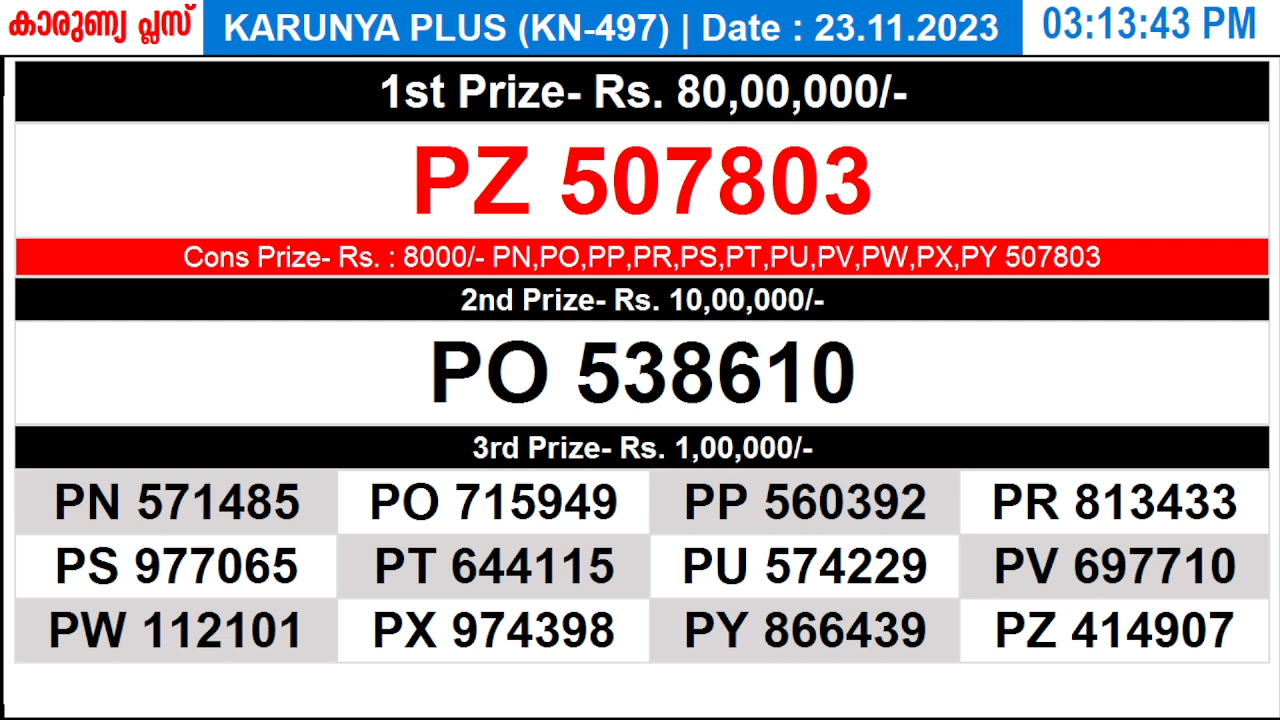 കാരുണ്യ പ്ലസ് KARUNYA PLUS (KN-497) | Date : 23.11.2023 03:13:43 PM
1st Prize- Rs. 80,00,000/-
PZ 507803
Cons Prize- Rs. : 8000/- PN,PO,PP,PR,PS,PT,PU,PV,PW,PX,PY 507803
2nd Prize- Rs. 10,00,000/-
PO 538610
3rd Prize- Rs. 1,00,000/-
PN 571485 PO 715949 PP 560392 PR 813433
PS 977065 PT 644115 PU 574229 PV 697710
PW 112101 PX 974398 PY 866439 PZ 414907